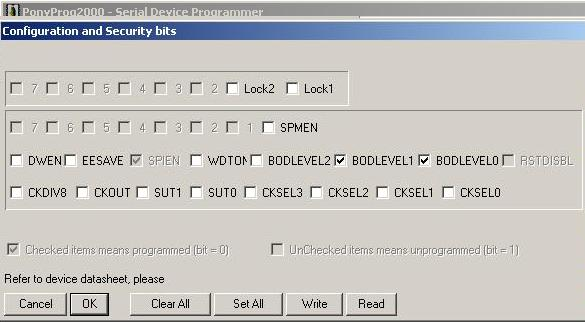 PonyProg2000 - Serial Device Programmer
Configuration and Security bits
7 6 5 4 3 2 Lock2 Lock1
7 6 5 4 3 2 1 SPMEN
DWEN EESAVE SPIEN WDTON BODLEVEL2 BODLEVEL1 BODLEVEL0 RSTDISBL
CKDIV8 CKOUT SUT1 SUT0 CKSEL3 CKSEL2 CKSEL1 CKSEL0
Checked items means programmed (bit = 0) UnChecked items means unprogrammed (bit = 1)
Refer to device datasheet, please
Cancel OK Clear All Set All Write Read